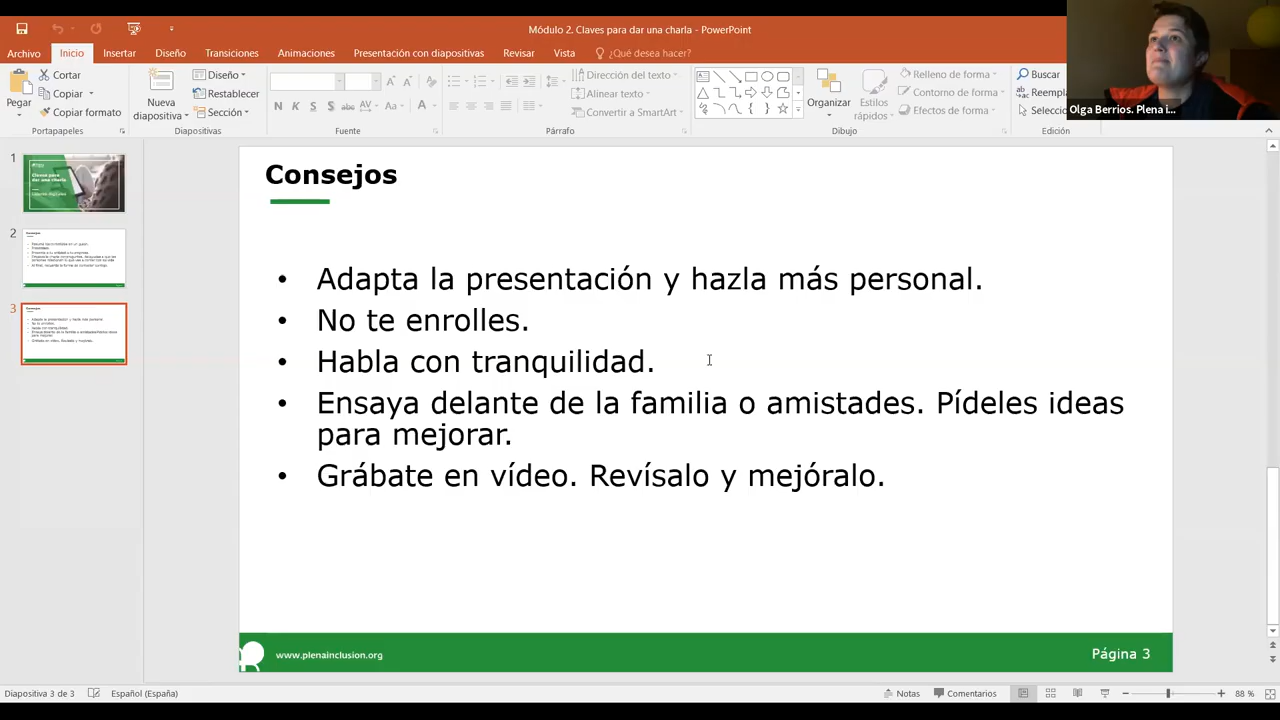 Módulo 2. Claves para dar una charla - PowerPoint
Archivo
Inicio
Insertar
Diseño
Transiciones
Animaciones
Presentación con diapositivas
Revisar
Vista
¿Qué desea hacer?
Pegar
Cortar
Copiar
Copiar formato
Portapapeles
Nueva
diapositiva
Diseño
Restablecer
Sección
Diapositivas
Fuente
Dirección del texto
Alinear texto
Convertir a SmartArt
Párrafo
Organizar
Estilos
rápidos
Relleno de forma
Contorno de forma
Efectos de forma
Dibujo
Buscar
Reempla
Selecció
Edición
Olga Berrios. Plena i...
1
2
3
Consejos
• Adapta la presentación y hazla más personal.
• No te enrolles.
• Habla con tranquilidad.
• Ensaya delante de la familia o amistades. Pídeles ideas
para mejorar.
• Grábate en vídeo. Revísalo y mejóralo.
www.plenainclusion.org
Página 3
Diapositiva 3 de 3
Español (España)
Notas
Comentarios
88 %